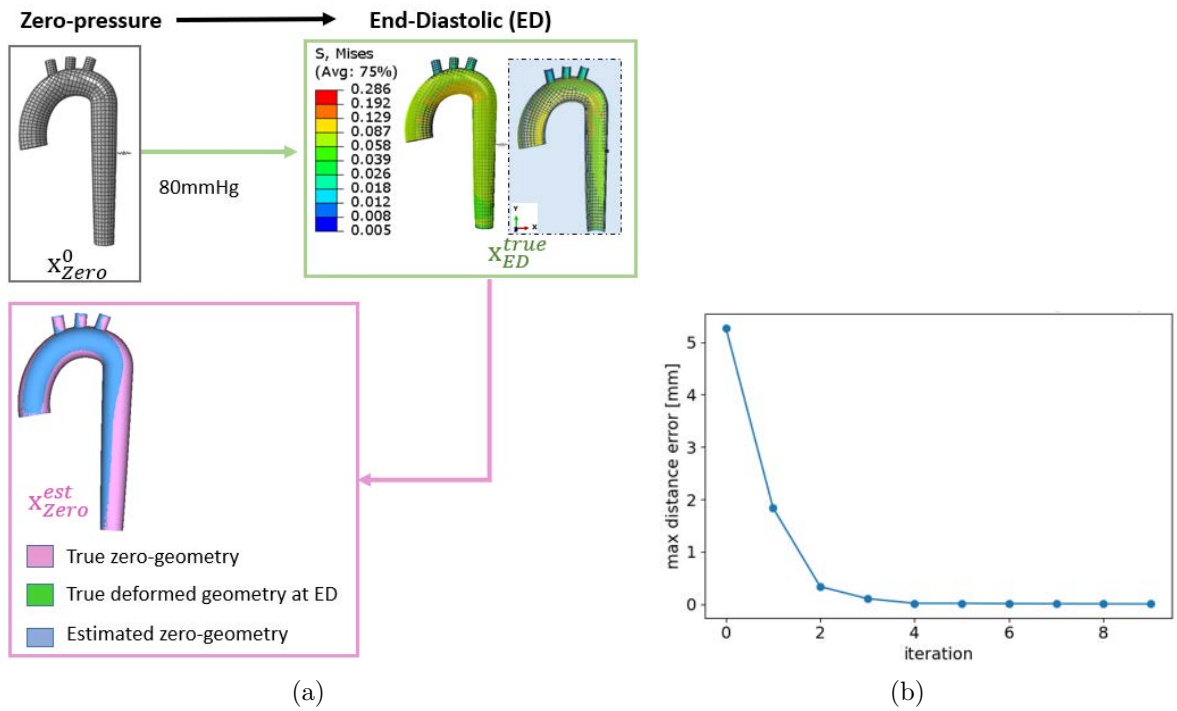 Zero-pressure
End-Diastolic (ED)
S, Mises
(Avg: 75%)
0.286
0.192
0.129
0.087
0.058
0.039
0.026
0.018
0.012
0.008
0.005
80mmHg
Y
X
x⁰_Zero
x^true_ED
x^est_Zero
True zero-geometry
True deformed geometry at ED
Estimated zero-geometry
(a)
max distance error [mm]
5
4
3
2
1
0
0 2 4 6 8
iteration
(b)